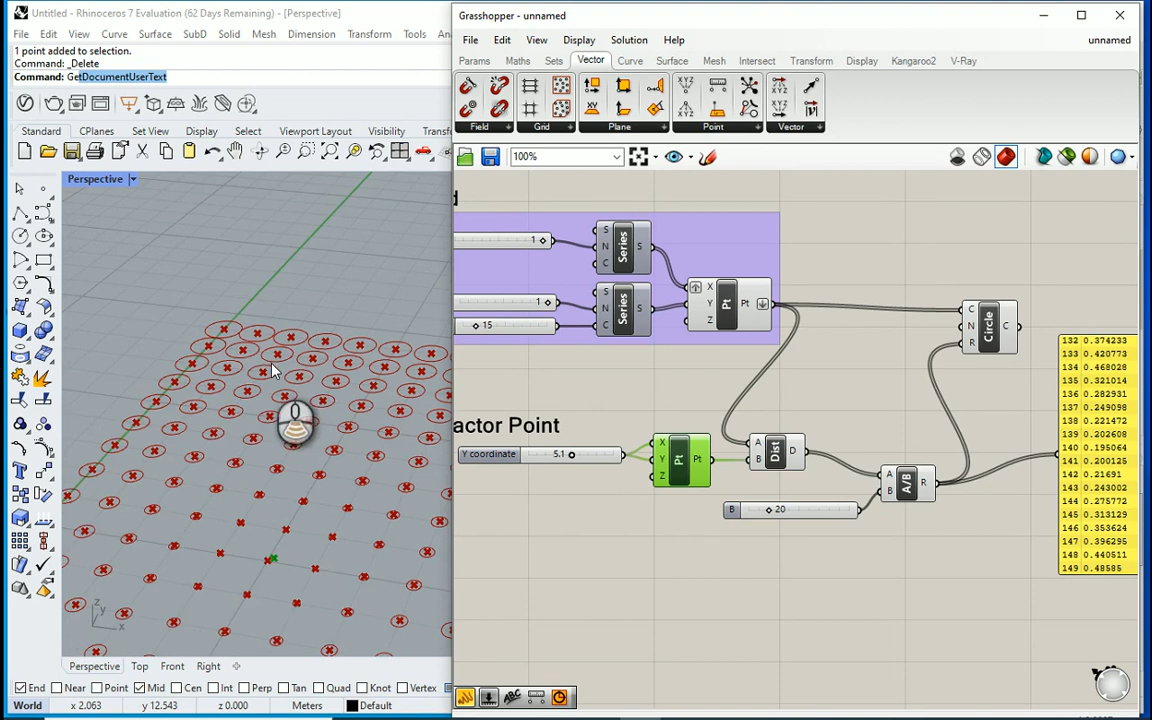 Untitled - Rhinoceros 7 Evaluation (62 Days Remaining) - [Perspective]
File Edit View Curve Surface SubD Solid Mesh Dimension Transform Tools
1 point added to selection.
Command: _Delete
Command: GetDocumentUserText
Standard CPlanes Set View Display Select Viewport Layout Visibility
Perspective
z y x
0
Perspective Top Front Right
End Near Point Mid Cen Int Perp Tan Quad Knot Vertex
World x 2.063 y 12.543 z 0.000 Meters Default
Grasshopper - unnamed
File Edit View Display Solution Help unnamed
Params Maths Sets Vector Curve Surface Mesh Intersect Transform Display Kangaroo2 V-Ray
Field Grid Plane Point Vector
100%
1
S N C Series S
1
15
S N C Series S
X Y Z Pt Pt
C N R Circle C
actor Point
Y coordinate 5.1
X Y Z Pt Pt
A B Dist D
A B A/B R
B 20
132 0.374233
133 0.420773
134 0.468028
135 0.321014
136 0.282931
137 0.249098
138 0.221472
139 0.202608
140 0.195064
141 0.200125
142 0.21691
143 0.243002
144 0.275772
145 0.313129
146 0.353624
147 0.396295
148 0.440511
149 0.48585